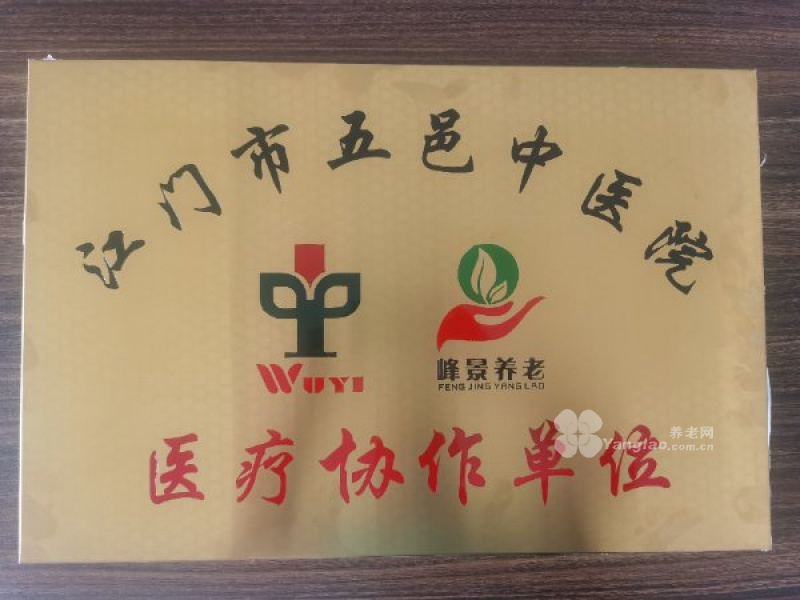 江门市五邑中医院
WUYI
峰景养老
FENG JING YANG LAO
医疗协作单位
养老网
Yanglao.com.cn